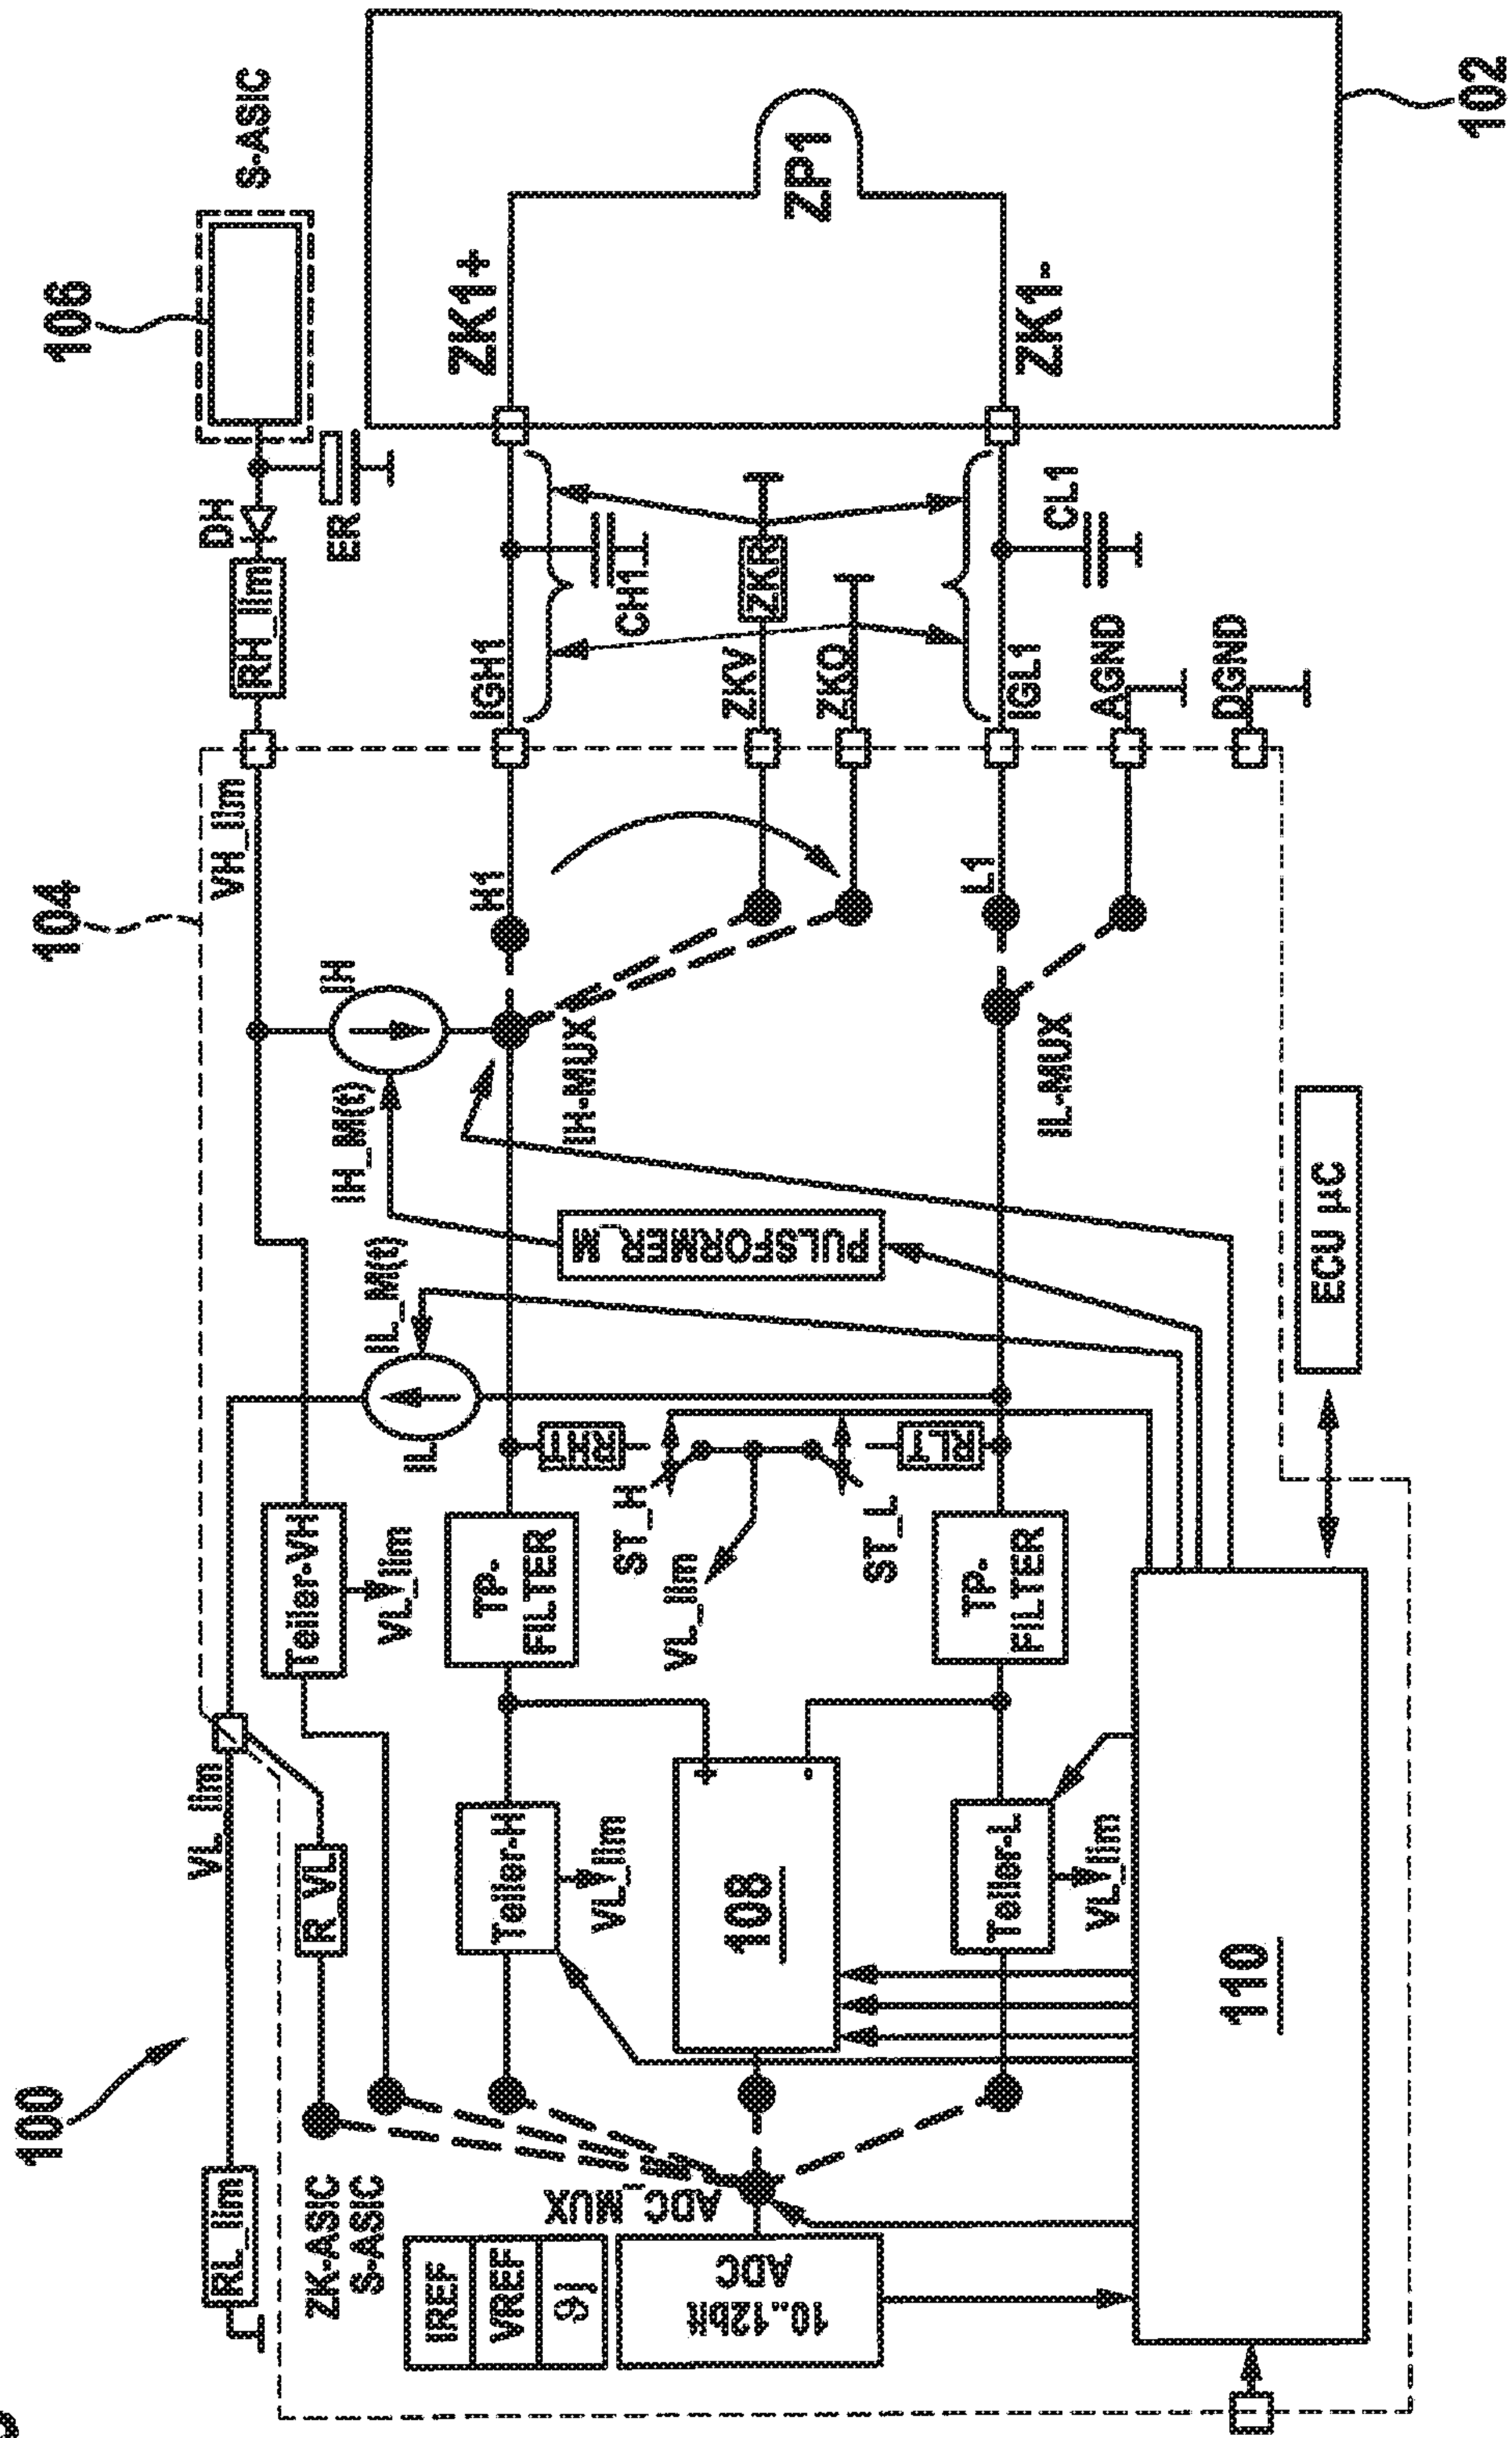 100
104
106
S-ASIC
102
RL_lim
VL_lim
R_VL
ZK-ASIC
S-ASIC
Teiler-VH
VL_lim
IL
IL_M(t)
IH_M(t)
IH
VH_lim
RH_lim
DH
ER
IREF
VREF
ADC_MUX
10..12bit
ADC
Teiler-H
VL_lim
TP-
FILTER
RH1
ST_H
VL_lim
ST_L
RL1
PULSFORMER_M
IH-MUX
H1
IGH1
CH1
ZK1+
ZP1
ZKV
ZKR
ZKO
108
+
-
Teiler-L
VL_lim
TP-
FILTER
IL-MUX
L1
IGL1
CL1
ZK1-
AGND
DGND
110
ECU µC